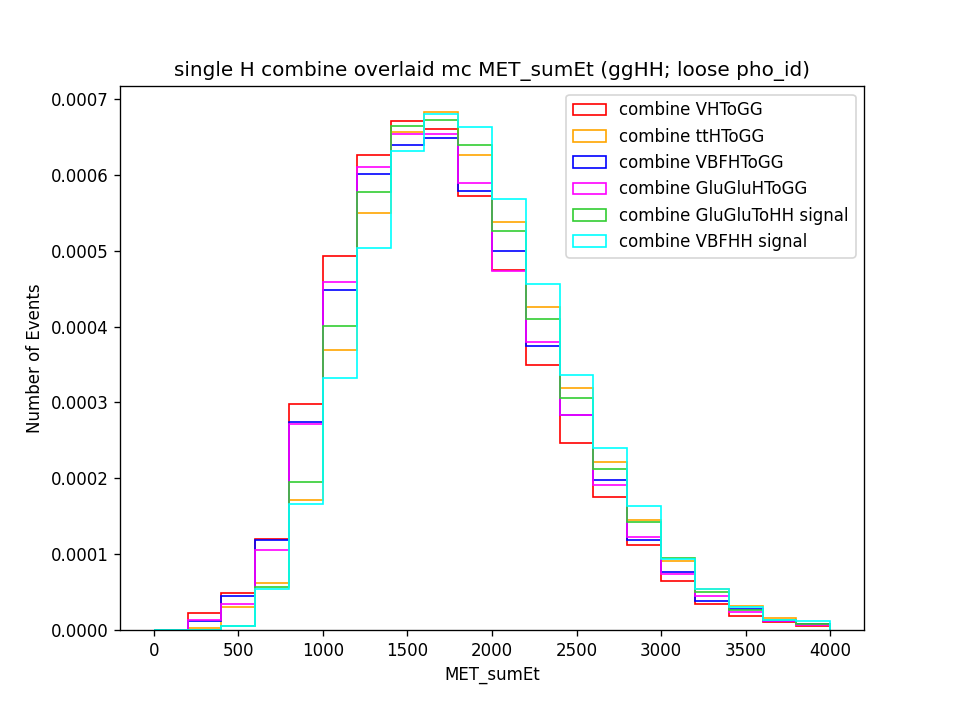 single H combine overlaid mc MET_sumEt (ggHH; loose pho_id)
combine VHToGG
combine ttHToGG
combine VBFHToGG
combine GluGluHToGG
combine GluGluToHH signal
combine VBFHH signal
Number of Events
0.0007
0.0006
0.0005
0.0004
0.0003
0.0002
0.0001
0.0000
0 500 1000 1500 2000 2500 3000 3500 4000
MET_sumEt